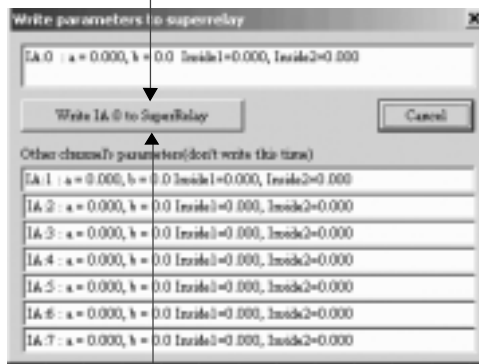 Write parameters to superrelay
IA:0 : a = 0.000, b = 0.0 Inside1=0.000, Inside2=0.000
Write IA:0 to SuperRelay
Cancel
Other channel's parameters(don't write this time)
IA:1 : a = 0.000, b = 0.0 Inside1=0.000, Inside2=0.000
IA:2 : a = 0.000, b = 0.0 Inside1=0.000, Inside2=0.000
IA:3 : a = 0.000, b = 0.0 Inside1=0.000, Inside2=0.000
IA:4 : a = 0.000, b = 0.0 Inside1=0.000, Inside2=0.000
IA:5 : a = 0.000, b = 0.0 Inside1=0.000, Inside2=0.000
IA:6 : a = 0.000, b = 0.0 Inside1=0.000, Inside2=0.000
IA:7 : a = 0.000, b = 0.0 Inside1=0.000, Inside2=0.000